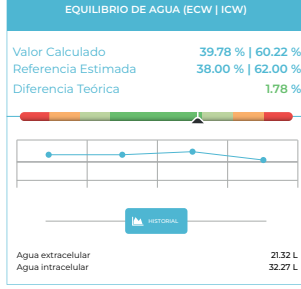 EQUILIBRIO DE AGUA (ECW | ICW)
Valor Calculado 39.78 % | 60.22 %
Referencia Estimada 38.00 % | 62.00 %
Diferencia Teórica 1.78 %
HISTORIAL
Agua extracelular 21.32 L
Agua intracelular 32.27 L